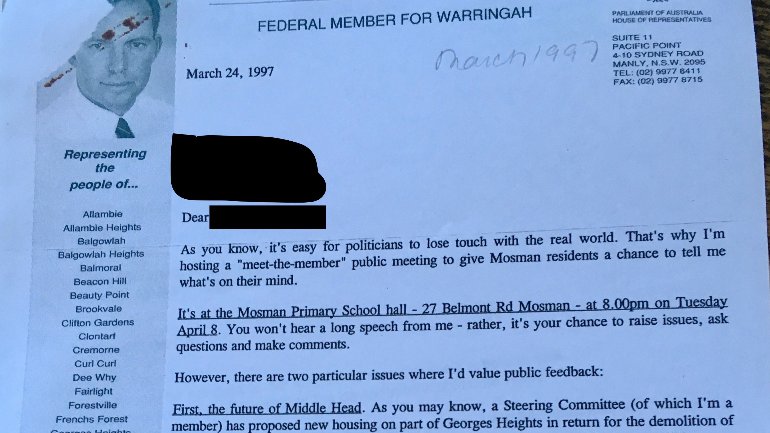 FEDERAL MEMBER FOR WARRINGAH
PARLIAMENT OF AUSTRALIA
HOUSE OF REPRESENTATIVES
SUITE 11
PACIFIC POINT
4-10 SYDNEY ROAD
MANLY, N.S.W. 2095
TEL: (02) 9977 6411
FAX: (02) 9977 8715
March 24, 1997
March 1997
Representing
the
people of...
Allambie
Allambie Heights
Balgowlah
Balgowlah Heights
Balmoral
Beacon Hill
Beauty Point
Brookvale
Clifton Gardens
Clontarf
Cremorne
Curl Curl
Dee Why
Fairlight
Forestville
Frenchs Forest
Georges Heights
Dear
As you know, it's easy for politicians to lose touch with the real world. That's why I'm
hosting a "meet-the-member" public meeting to give Mosman residents a chance to tell me
what's on their mind.
It's at the Mosman Primary School hall - 27 Belmont Rd Mosman - at 8.00pm on Tuesday
April 8. You won't hear a long speech from me - rather, it's your chance to raise issues, ask
questions and make comments.
However, there are two particular issues where I'd value public feedback:
First, the future of Middle Head. As you may know, a Steering Committee (of which I'm a
member) has proposed new housing on part of Georges Heights in return for the demolition of